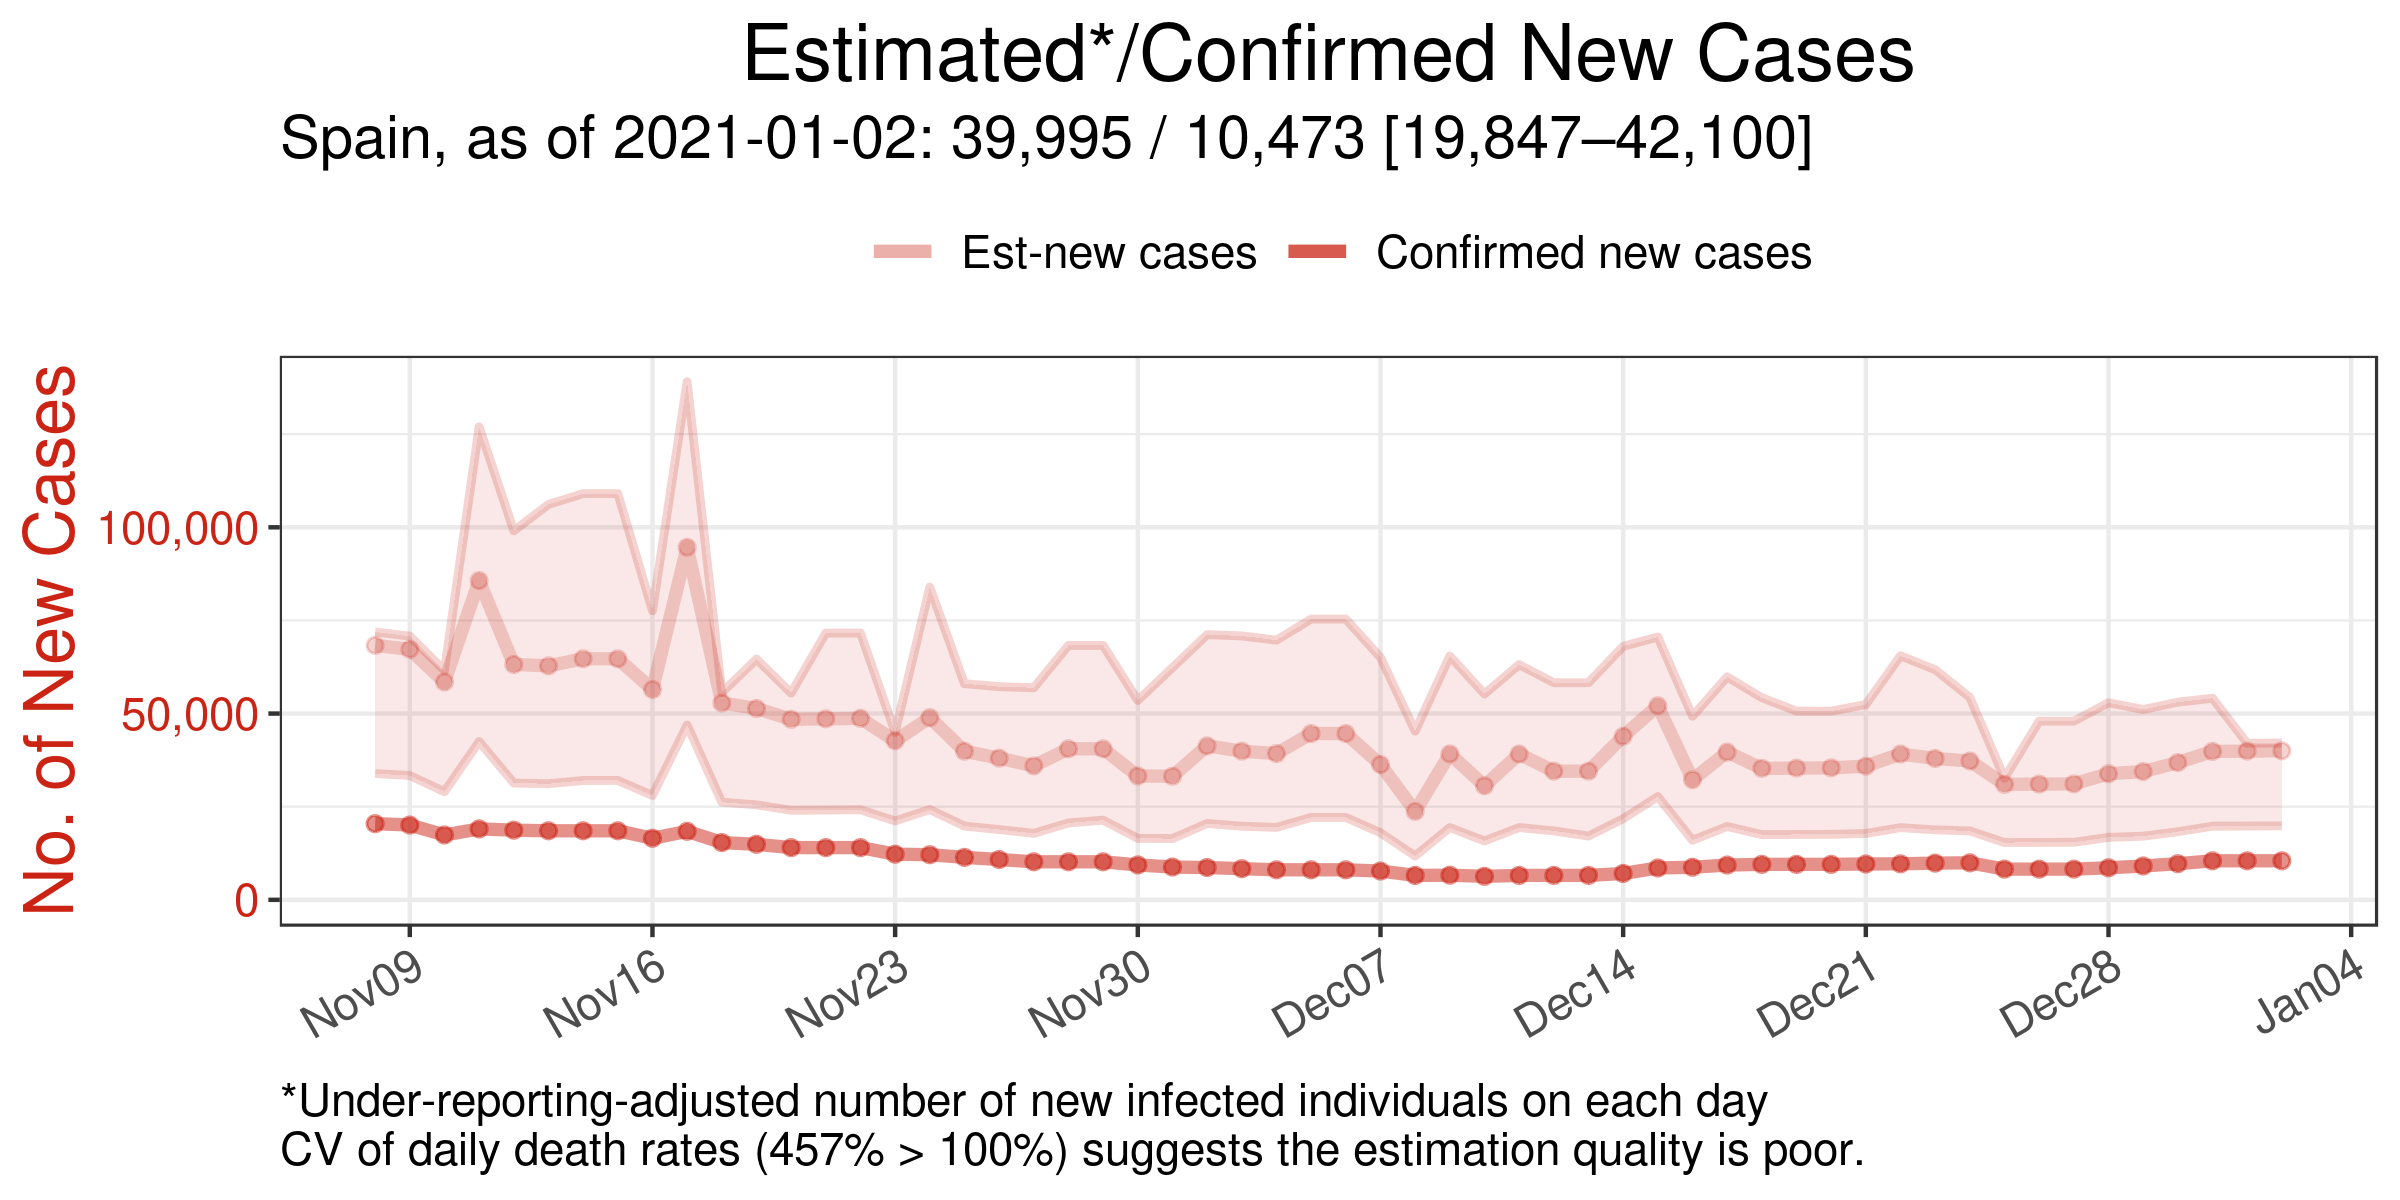 Estimated*/Confirmed New Cases
Spain, as of 2021-01-02: 39,995 / 10,473 [19,847–42,100]
Est-new cases
Confirmed new cases
No. of New Cases
100,000
50,000
0
Nov09
Nov16
Nov23
Nov30
Dec07
Dec14
Dec21
Dec28
Jan04
*Under-reporting-adjusted number of new infected individuals on each day
CV of daily death rates (457% > 100%) suggests the estimation quality is poor.